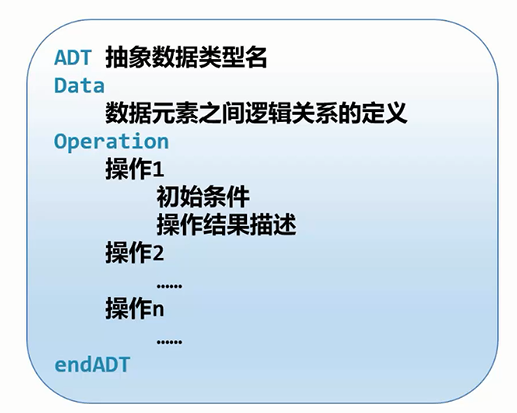 ADT 抽象数据类型名
Data
数据元素之间逻辑关系的定义
Operation
操作1
初始条件
操作结果描述
操作2
……
操作n
……
endADT